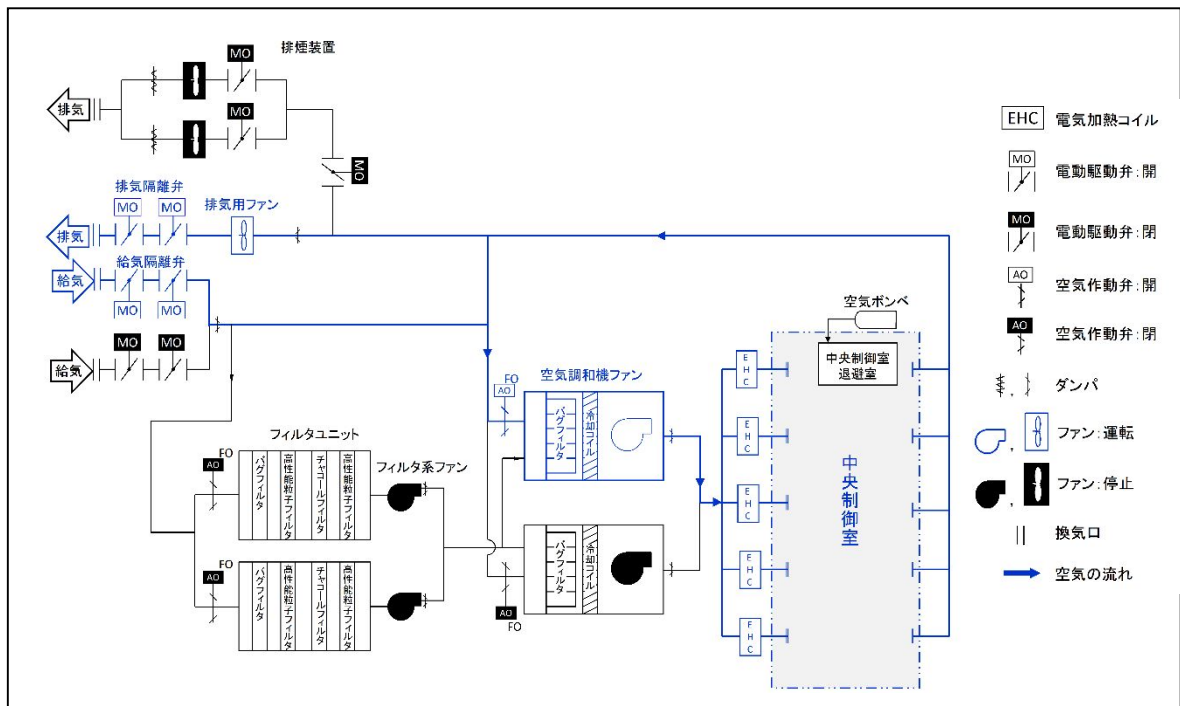 排煙装置
MO
排気
MO
MO
排気隔離弁
MO
MO
排気用ファン
排気
給気隔離弁
給気
MO
MO
MO
MO
給気
空気ボンベ
中央制御室
退避室
空気調和機ファン
FO
AO
バグフィルタ
冷却コイル
フィルタユニット
フィルタ系ファン
FO
AO
バグフィルタ
高性能粒子フィルタ
チャコールフィルタ
高性能粒子フィルタ
FO
AO
バグフィルタ
高性能粒子フィルタ
チャコールフィルタ
高性能粒子フィルタ
バグフィルタ
冷却コイル
AO
FO
EHC
EHC
EHC
EHC
EHC
中央制御室
EHC 電気加熱コイル
MO 電動駆動弁:開
MO 電動駆動弁:閉
AO 空気作動弁:開
AO 空気作動弁:閉
, ダンパ
, ファン:運転
, ファン:停止
換気口
空気の流れ